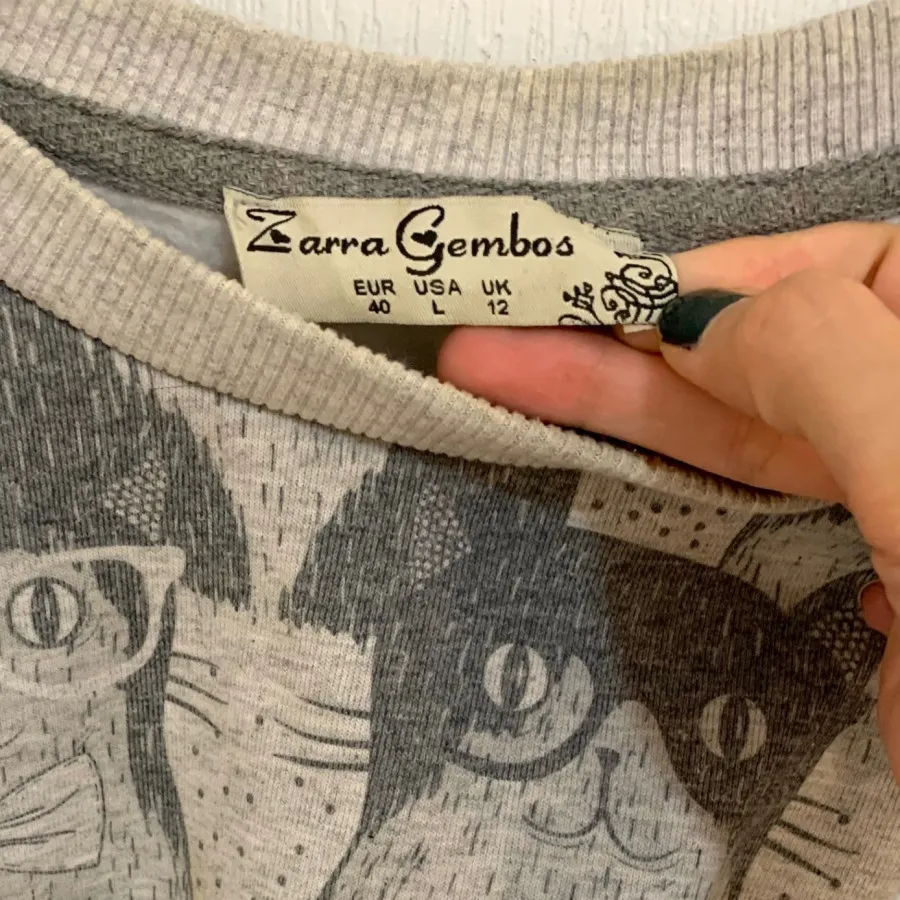 Zarra Gembos
EUR USA UK
40 L 12